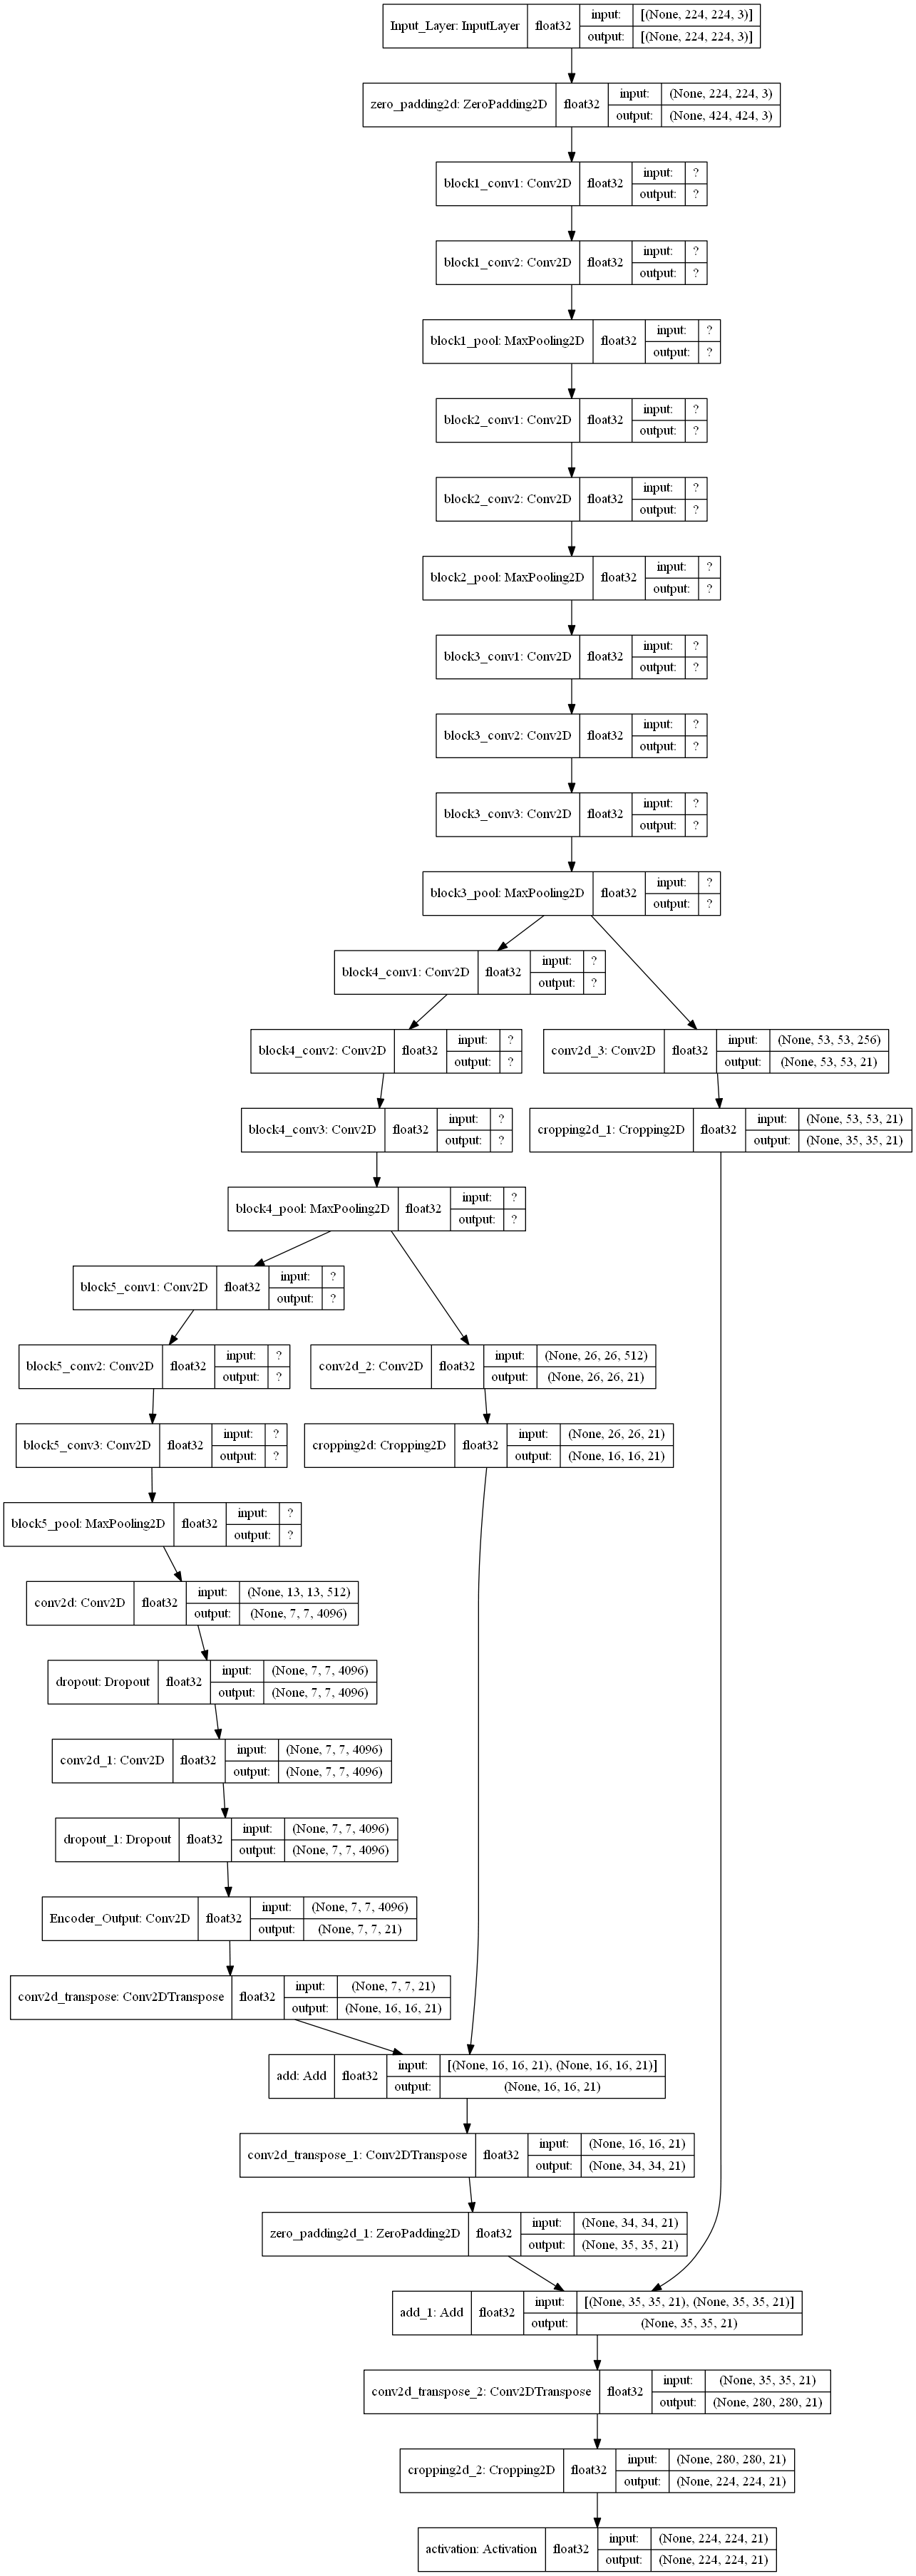 Input_Layer: InputLayer float32 input: [(None, 224, 224, 3)]
output: [(None, 224, 224, 3)]
zero_padding2d: ZeroPadding2D float32 input: (None, 224, 224, 3)
output: (None, 424, 424, 3)
block1_conv1: Conv2D float32 input: ?
output: ?
block1_conv2: Conv2D float32 input: ?
output: ?
block1_pool: MaxPooling2D float32 input: ?
output: ?
block2_conv1: Conv2D float32 input: ?
output: ?
block2_conv2: Conv2D float32 input: ?
output: ?
block2_pool: MaxPooling2D float32 input: ?
output: ?
block3_conv1: Conv2D float32 input: ?
output: ?
block3_conv2: Conv2D float32 input: ?
output: ?
block3_conv3: Conv2D float32 input: ?
output: ?
block3_pool: MaxPooling2D float32 input: ?
output: ?
block4_conv1: Conv2D float32 input: ?
output: ?
block4_conv2: Conv2D float32 input: ?
output: ?
conv2d_3: Conv2D float32 input: (None, 53, 53, 256)
output: (None, 53, 53, 21)
block4_conv3: Conv2D float32 input: ?
output: ?
cropping2d_1: Cropping2D float32 input: (None, 53, 53, 21)
output: (None, 35, 35, 21)
block4_pool: MaxPooling2D float32 input: ?
output: ?
block5_conv1: Conv2D float32 input: ?
output: ?
block5_conv2: Conv2D float32 input: ?
output: ?
conv2d_2: Conv2D float32 input: (None, 26, 26, 512)
output: (None, 26, 26, 21)
block5_conv3: Conv2D float32 input: ?
output: ?
cropping2d: Cropping2D float32 input: (None, 26, 26, 21)
output: (None, 16, 16, 21)
block5_pool: MaxPooling2D float32 input: ?
output: ?
conv2d: Conv2D float32 input: (None, 13, 13, 512)
output: (None, 7, 7, 4096)
dropout: Dropout float32 input: (None, 7, 7, 4096)
output: (None, 7, 7, 4096)
conv2d_1: Conv2D float32 input: (None, 7, 7, 4096)
output: (None, 7, 7, 4096)
dropout_1: Dropout float32 input: (None, 7, 7, 4096)
output: (None, 7, 7, 4096)
Encoder_Output: Conv2D float32 input: (None, 7, 7, 4096)
output: (None, 7, 7, 21)
conv2d_transpose: Conv2DTranspose float32 input: (None, 7, 7, 21)
output: (None, 16, 16, 21)
add: Add float32 input: [(None, 16, 16, 21), (None, 16, 16, 21)]
output: (None, 16, 16, 21)
conv2d_transpose_1: Conv2DTranspose float32 input: (None, 16, 16, 21)
output: (None, 34, 34, 21)
zero_padding2d_1: ZeroPadding2D float32 input: (None, 34, 34, 21)
output: (None, 35, 35, 21)
add_1: Add float32 input: [(None, 35, 35, 21), (None, 35, 35, 21)]
output: (None, 35, 35, 21)
conv2d_transpose_2: Conv2DTranspose float32 input: (None, 35, 35, 21)
output: (None, 280, 280, 21)
cropping2d_2: Cropping2D float32 input: (None, 280, 280, 21)
output: (None, 224, 224, 21)
activation: Activation float32 input: (None, 224, 224, 21)
output: (None, 224, 224, 21)